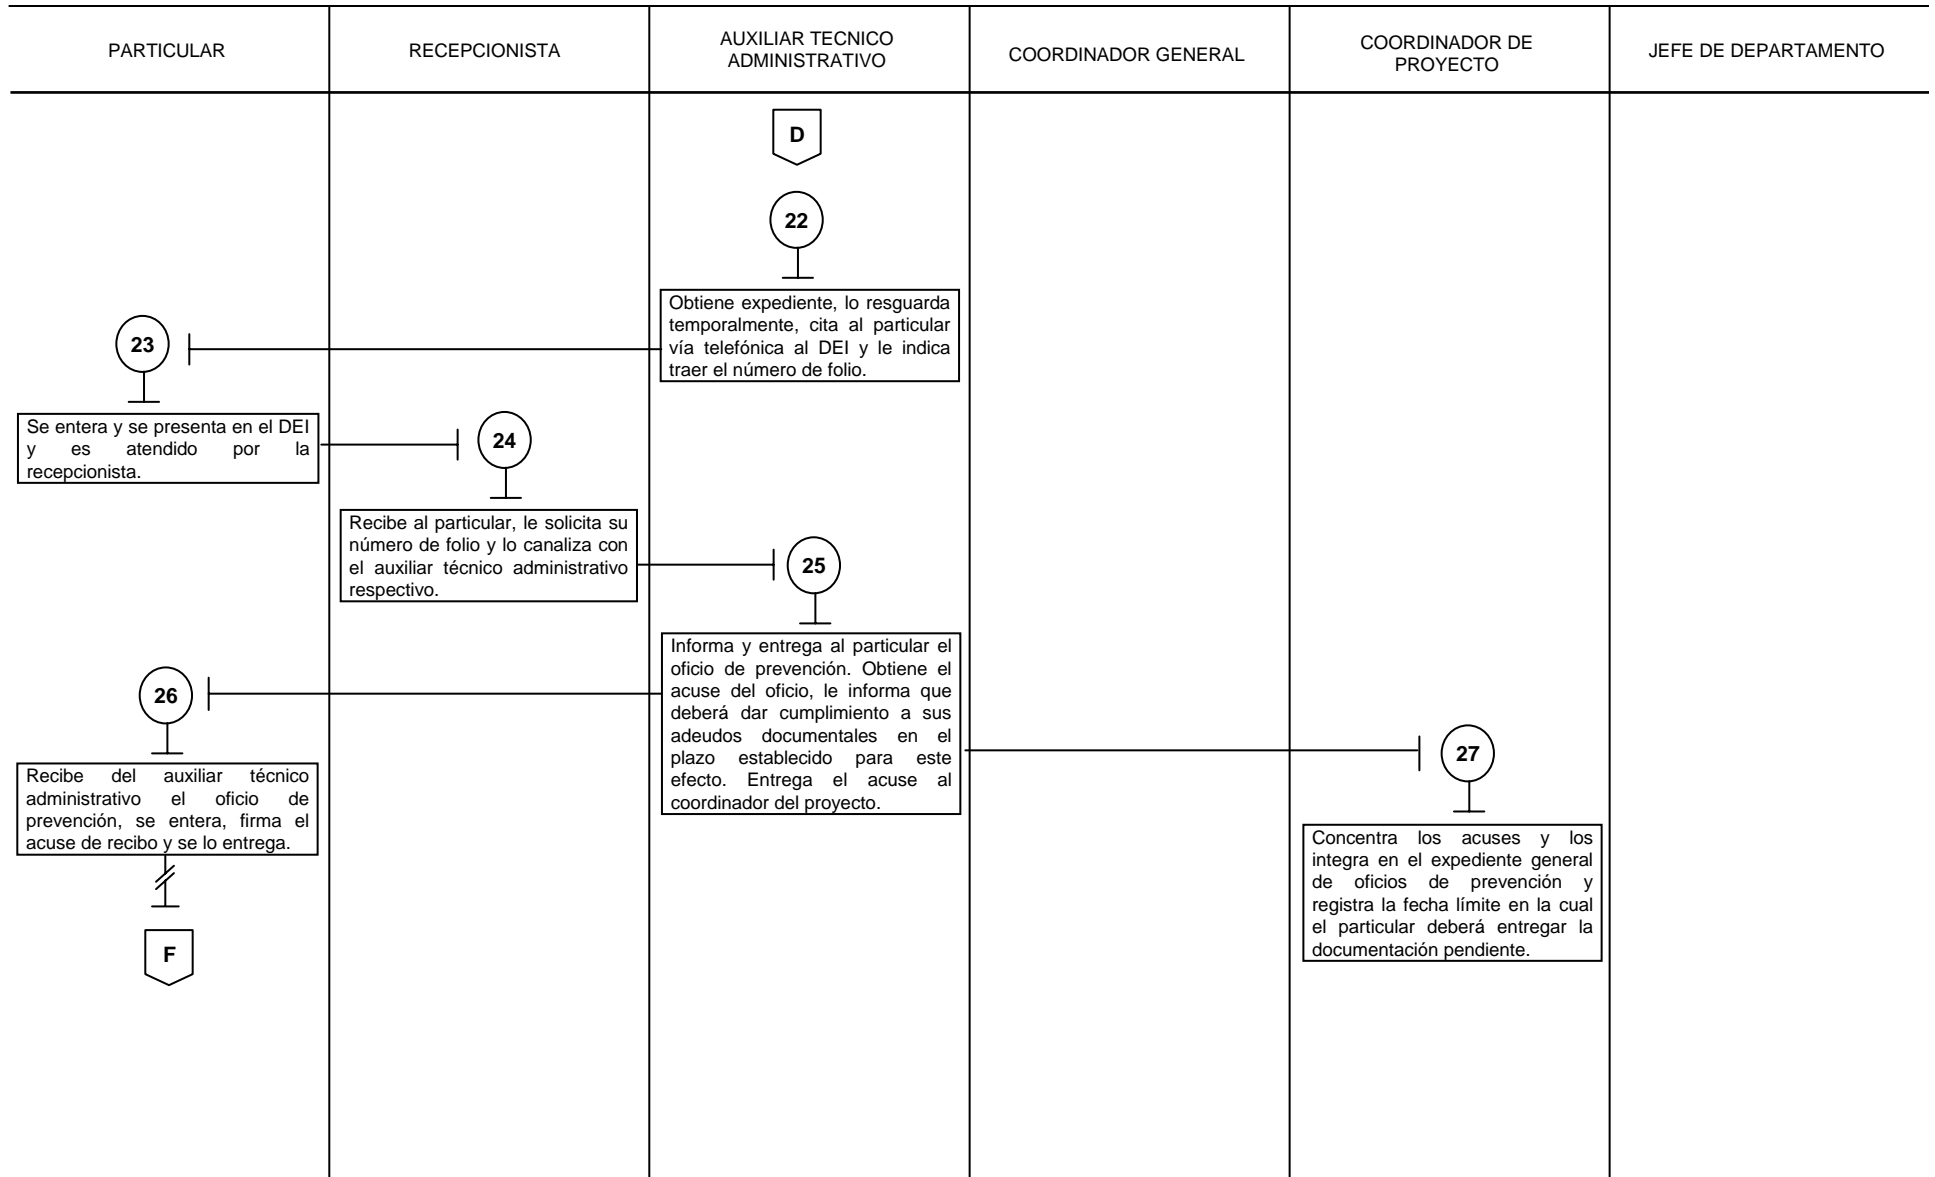 PARTICULAR
RECEPCIONISTA
AUXILIAR TECNICO
ADMINISTRATIVO
COORDINADOR GENERAL
COORDINADOR DE
PROYECTO
JEFE DE DEPARTAMENTO
D
22
Obtiene expediente, lo resguarda
temporalmente, cita al particular
vía telefónica al DEI y le indica
traer el número de folio.
23
Se entera y se presenta en el DEI
y es atendido por la
recepcionista.
24
Recibe al particular, le solicita su
número de folio y lo canaliza con
el auxiliar técnico administrativo
respectivo.
25
Informa y entrega al particular el
oficio de prevención. Obtiene el
acuse del oficio, le informa que
deberá dar cumplimiento a sus
adeudos documentales en el
plazo establecido para este
efecto. Entrega el acuse al
coordinador del proyecto.
26
Recibe del auxiliar técnico
administrativo el oficio de
prevención, se entera, firma el
acuse de recibo y se lo entrega.
F
27
Concentra los acuses y los
integra en el expediente general
de oficios de prevención y
registra la fecha límite en la cual
el particular deberá entregar la
documentación pendiente.